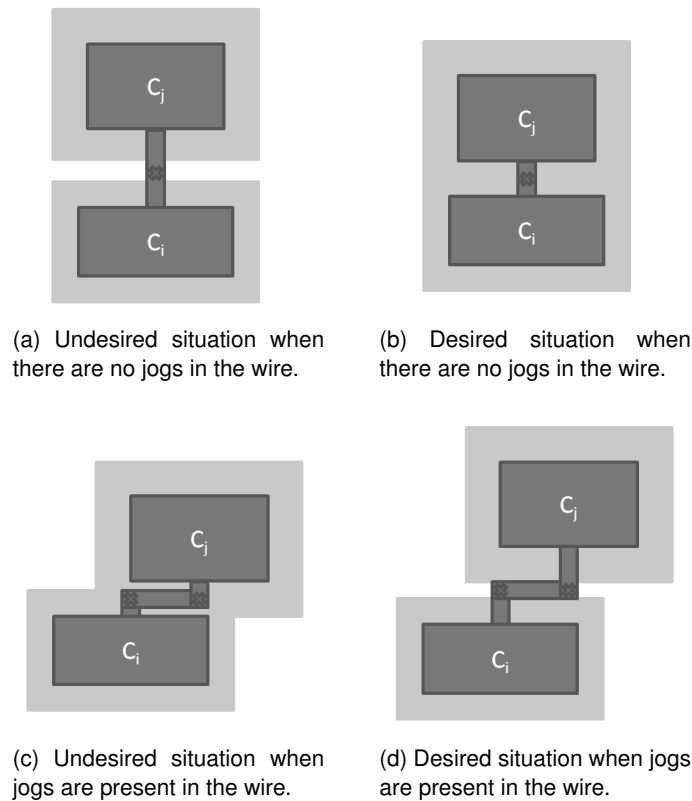 Cj
Cj
Ci
Ci
(a) Undesired situation when
there are no jogs in the wire.
(b) Desired situation when
there are no jogs in the wire.
Cj
Cj
Ci
Ci
(c) Undesired situation when
jogs are present in the wire.
(d) Desired situation when jogs
are present in the wire.